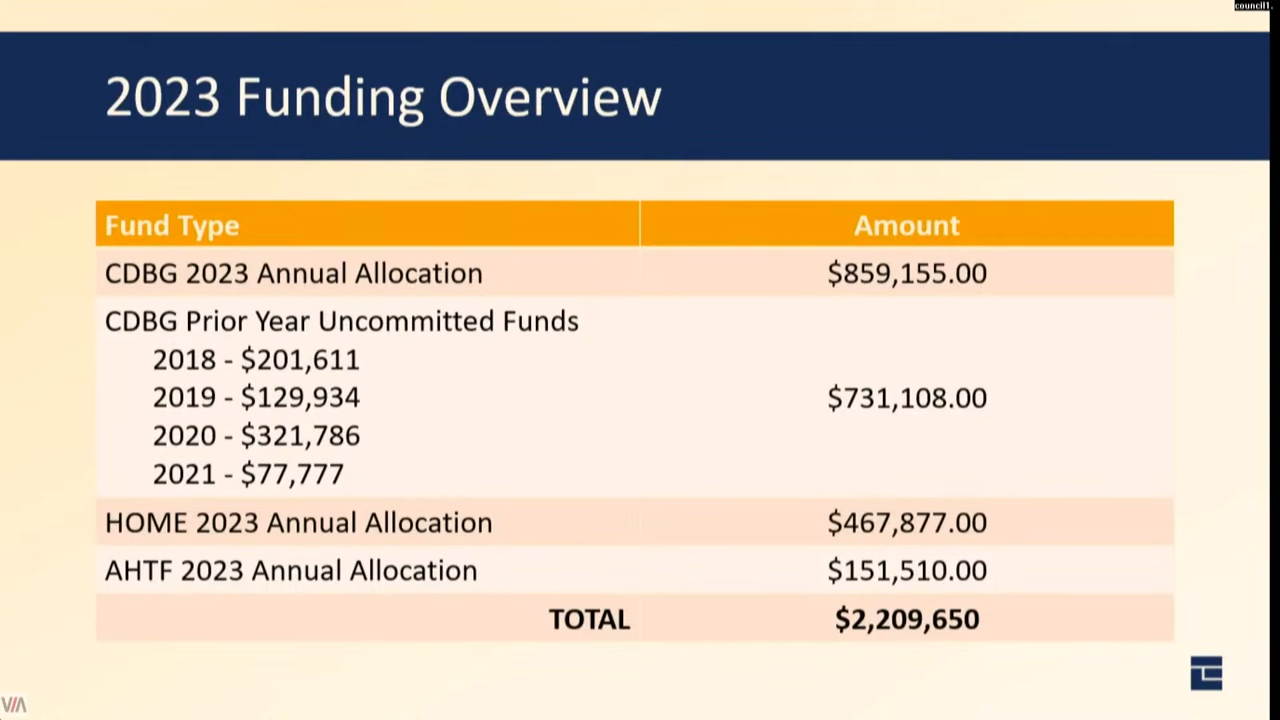 council1.
2023 Funding Overview
Fund Type Amount
CDBG 2023 Annual Allocation $859,155.00
CDBG Prior Year Uncommitted Funds
2018 - $201,611
2019 - $129,934 $731,108.00
2020 - $321,786
2021 - $77,777
HOME 2023 Annual Allocation $467,877.00
AHTF 2023 Annual Allocation $151,510.00
TOTAL $2,209,650
VIA